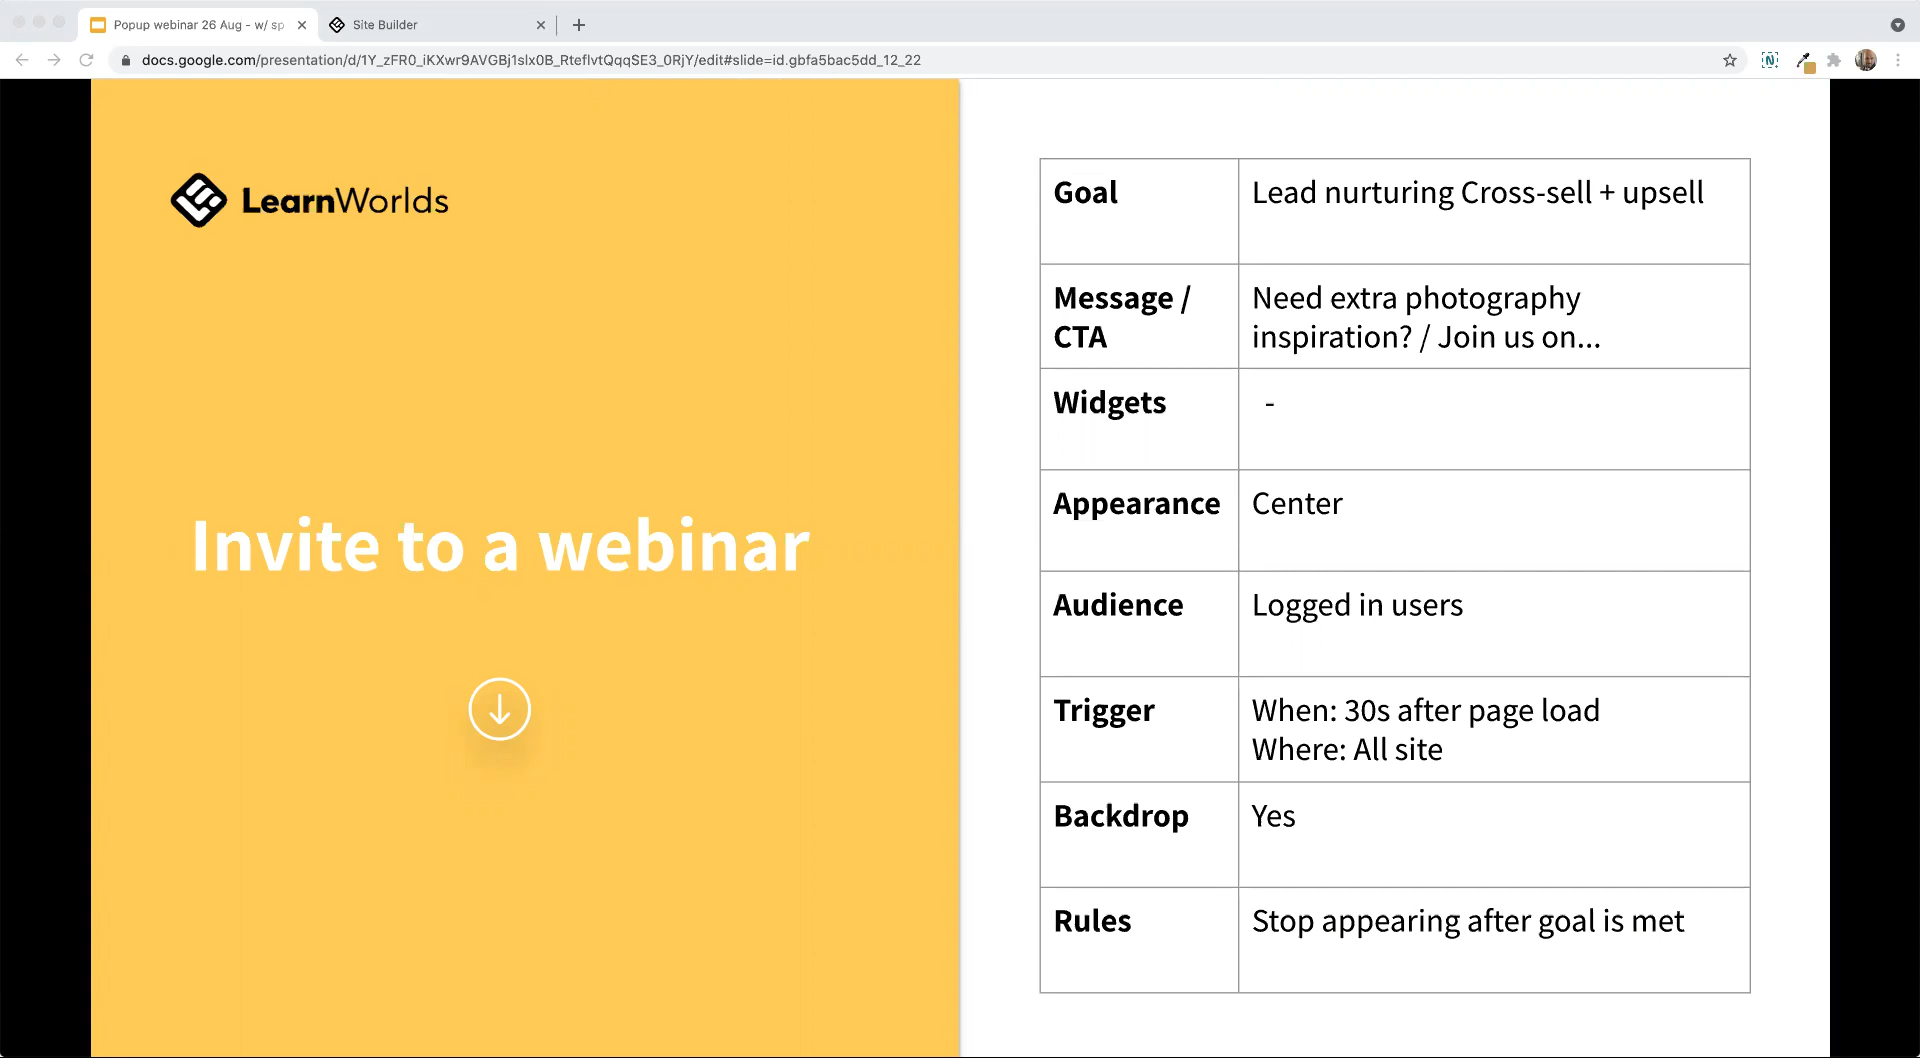 Popup webinar 26 Aug - w/ sp
Site Builder
docs.google.com/presentation/d/1Y_zFR0_iKXwr9AVGBj1slx0B_RteflvtQqqSE3_0RjY/edit#slide=id.gbfa5bac5dd_12_22
LearnWorlds
Invite to a webinar
Goal
Lead nurturing Cross-sell + upsell
Message /
CTA
Need extra photography
inspiration? / Join us on...
Widgets
-
Appearance
Center
Audience
Logged in users
Trigger
When: 30s after page load
Where: All site
Backdrop
Yes
Rules
Stop appearing after goal is met